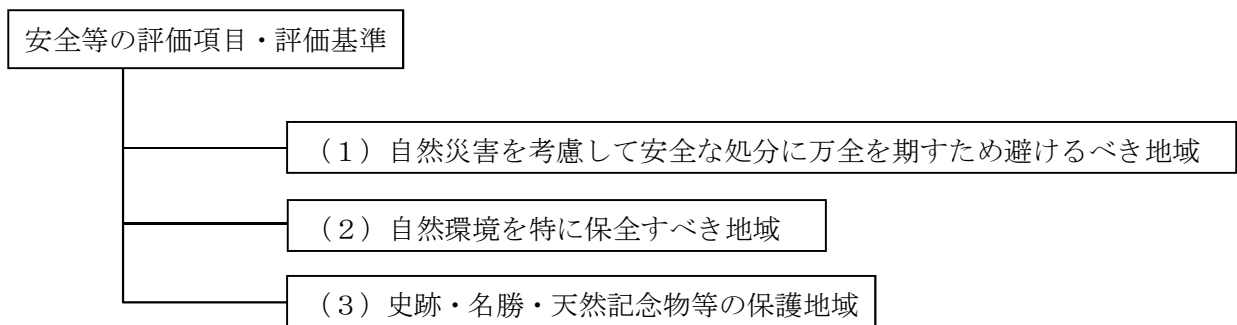 安全等の評価項目・評価基準
（１）自然災害を考慮して安全な処分に万全を期すため避けるべき地域
（２）自然環境を特に保全すべき地域
（３）史跡・名勝・天然記念物等の保護地域